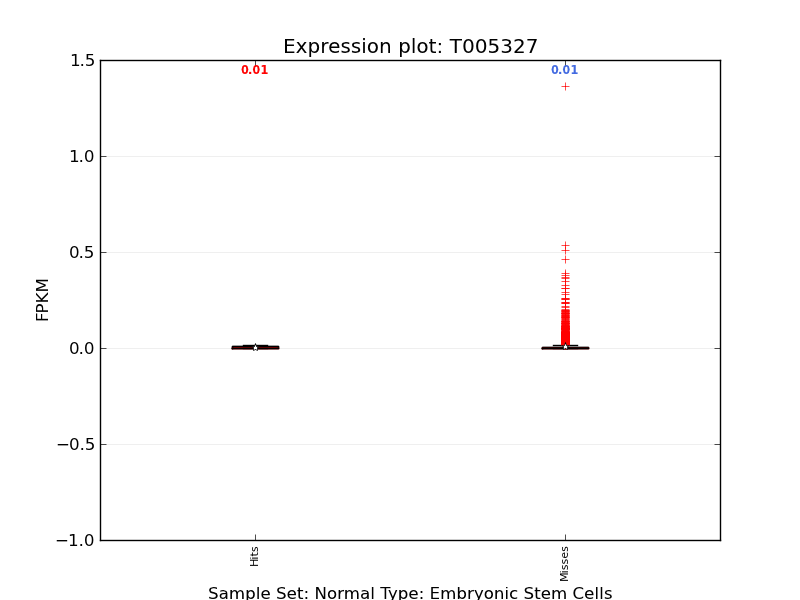 Expression plot: T005327
1.5
0.01
0.01
1.0
0.5
FPKM
0.0
−0.5
−1.0
Hits
Misses
Sample Set: Normal Type: Embryonic Stem Cells